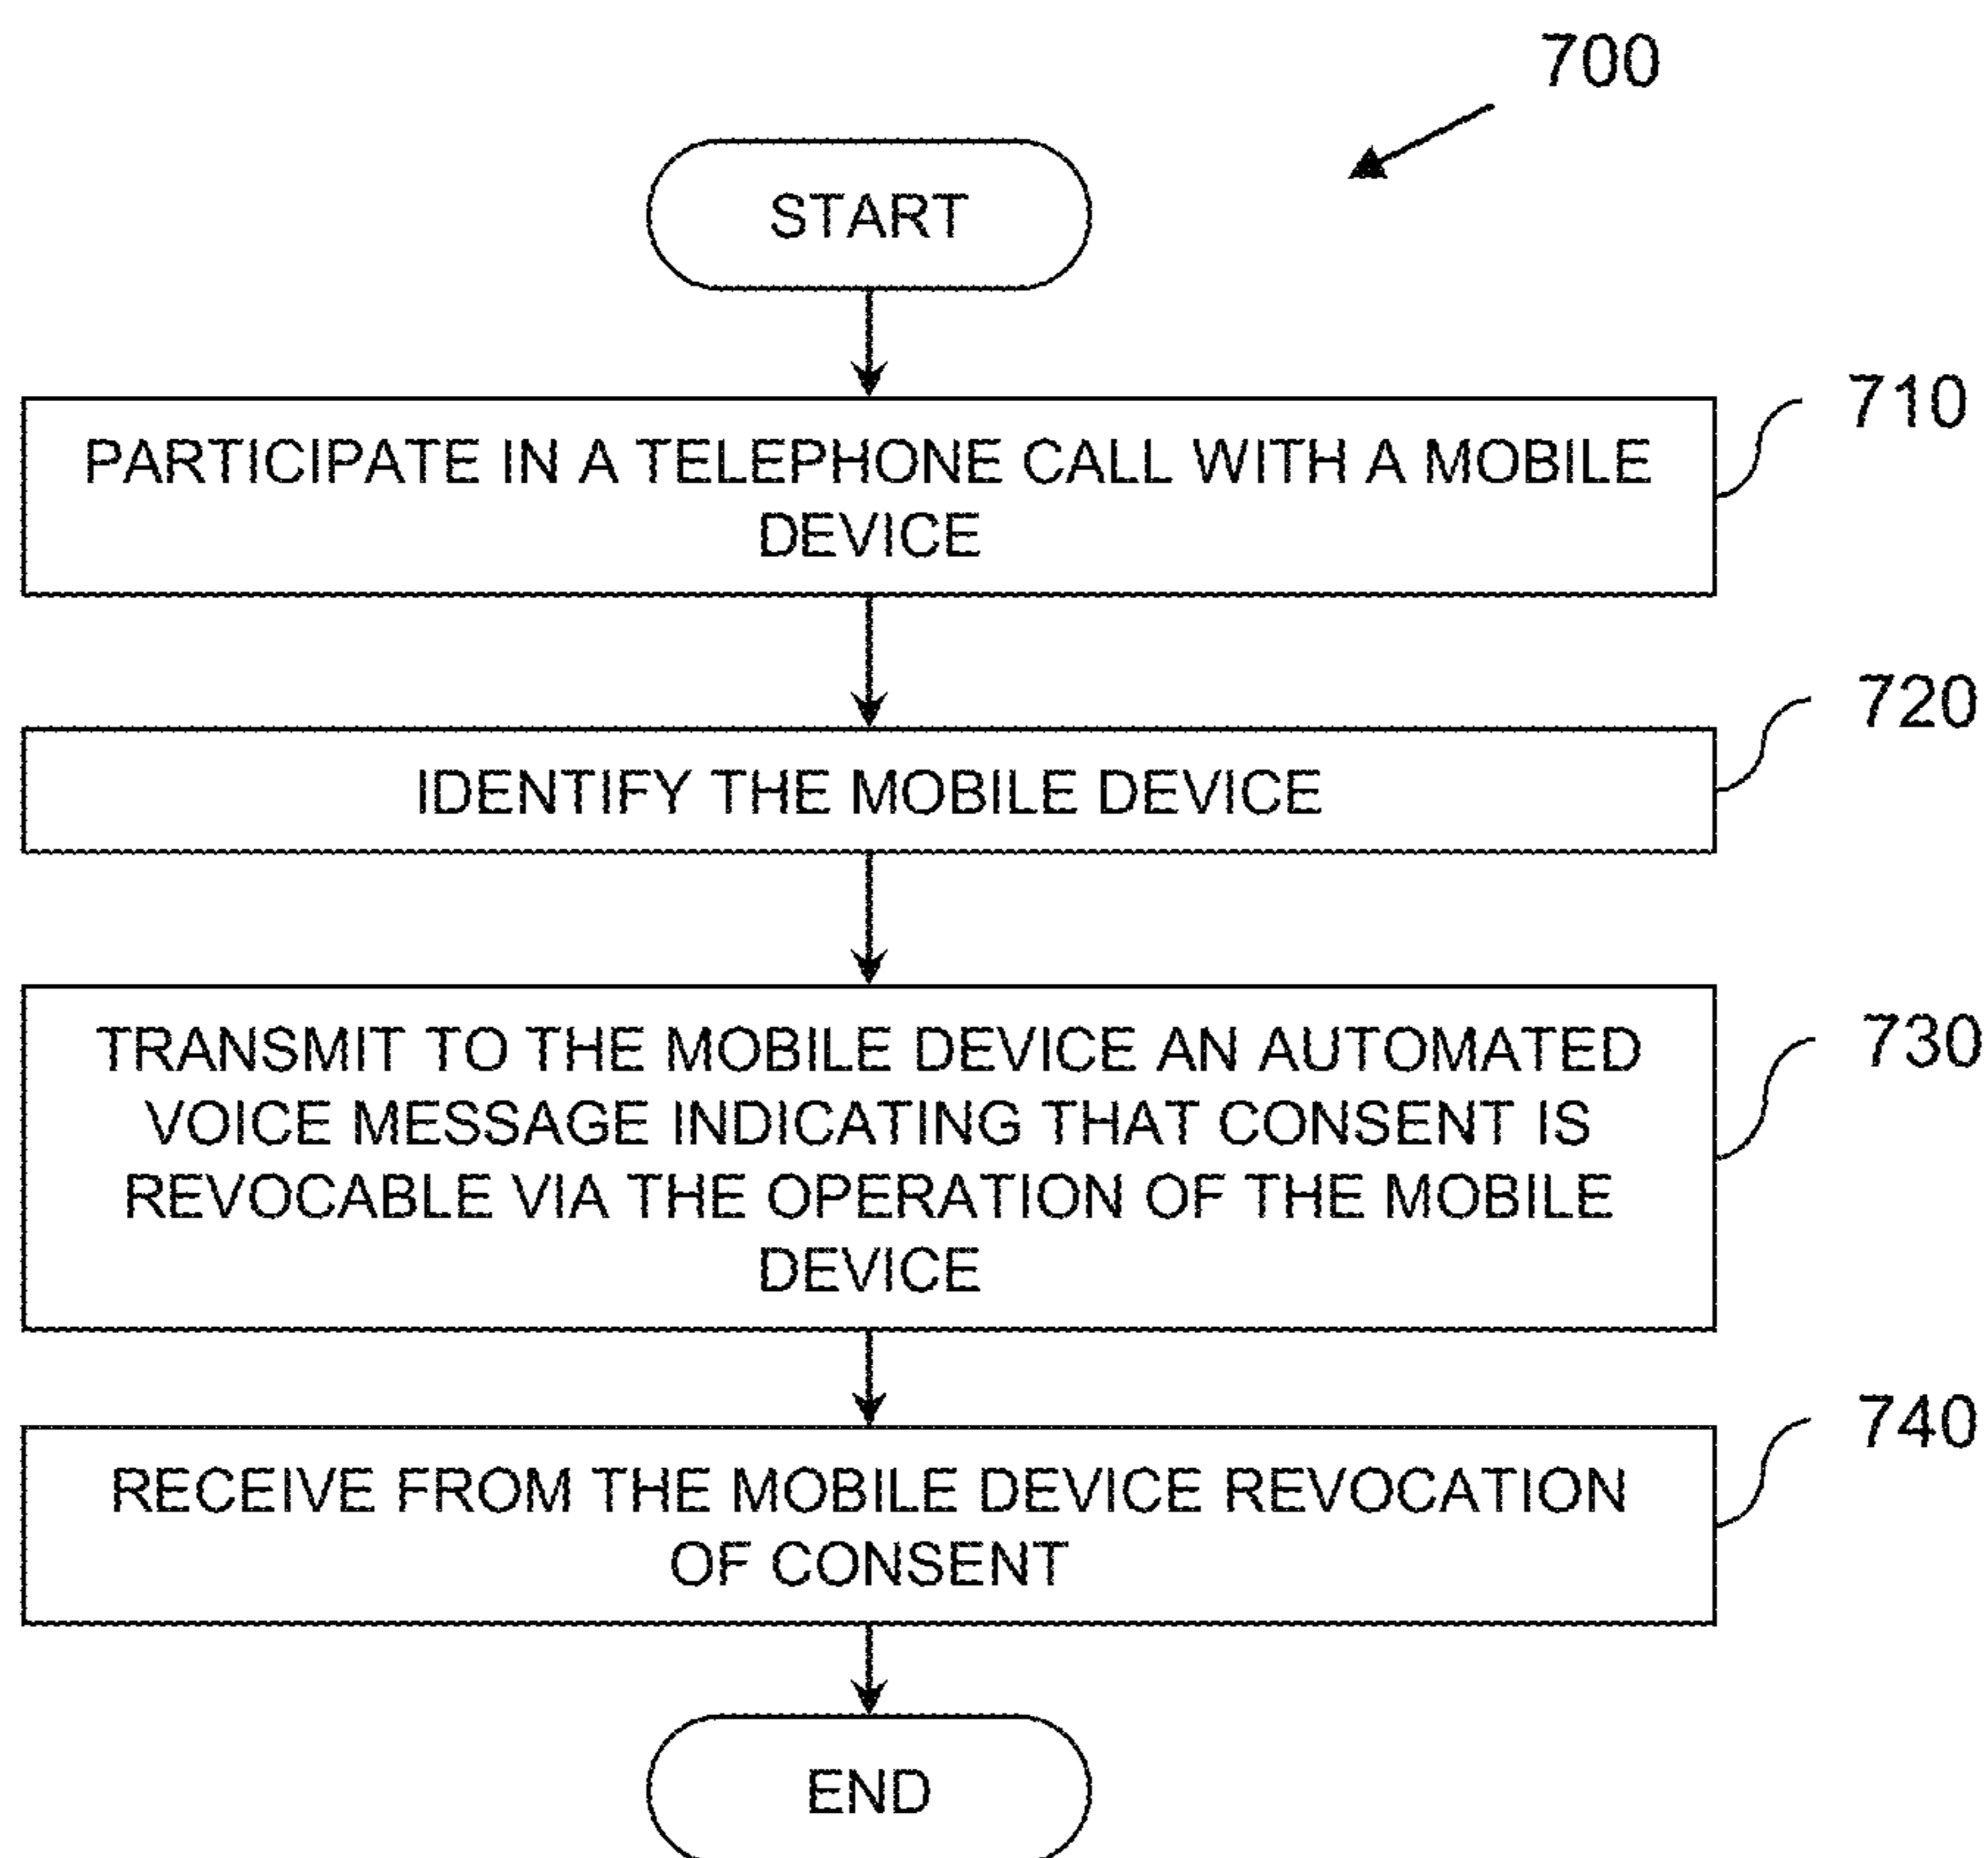 700
START
710
PARTICIPATE IN A TELEPHONE CALL WITH A MOBILE
DEVICE
720
IDENTIFY THE MOBILE DEVICE
730
TRANSMIT TO THE MOBILE DEVICE AN AUTOMATED
VOICE MESSAGE INDICATING THAT CONSENT IS
REVOCABLE VIA THE OPERATION OF THE MOBILE
DEVICE
740
RECEIVE FROM THE MOBILE DEVICE REVOCATION
OF CONSENT
END